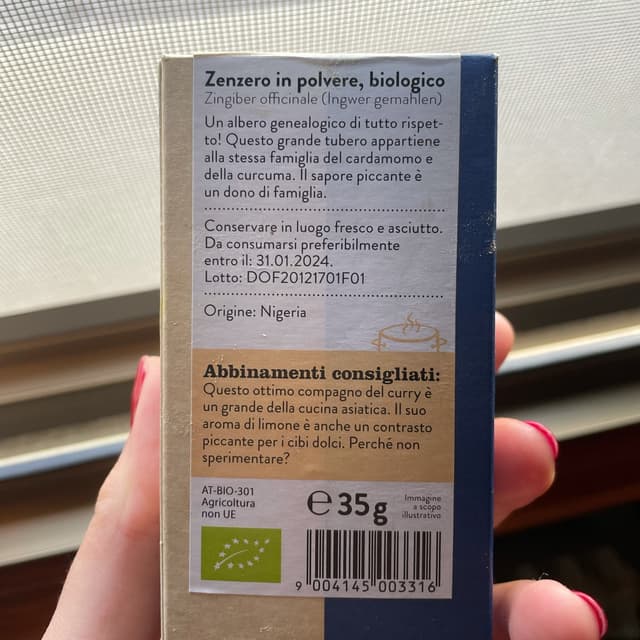 Zenzero in polvere, biologico
Zingiber officinale (Ingwer gemahlen)
Un albero genealogico di tutto rispet-
to! Questo grande tubero appartiene
alla stessa famiglia del cardamomo e
della curcuma. Il sapore piccante è
un dono di famiglia.
Conservare in luogo fresco e asciutto.
Da consumarsi preferibilmente
entro il: 31.01.2024.
Lotto: DOF20121701F01
Origine: Nigeria
Abbinamenti consigliati:
Questo ottimo compagno del curry è
un grande della cucina asiatica. Il suo
aroma di limone è anche un contrasto
piccante per i cibi dolci. Perché non
sperimentare?
AT-BIO-301
Agricoltura
non UE
℮ 35g
Immagine
a scopo
illustrativo
9 004145 003316